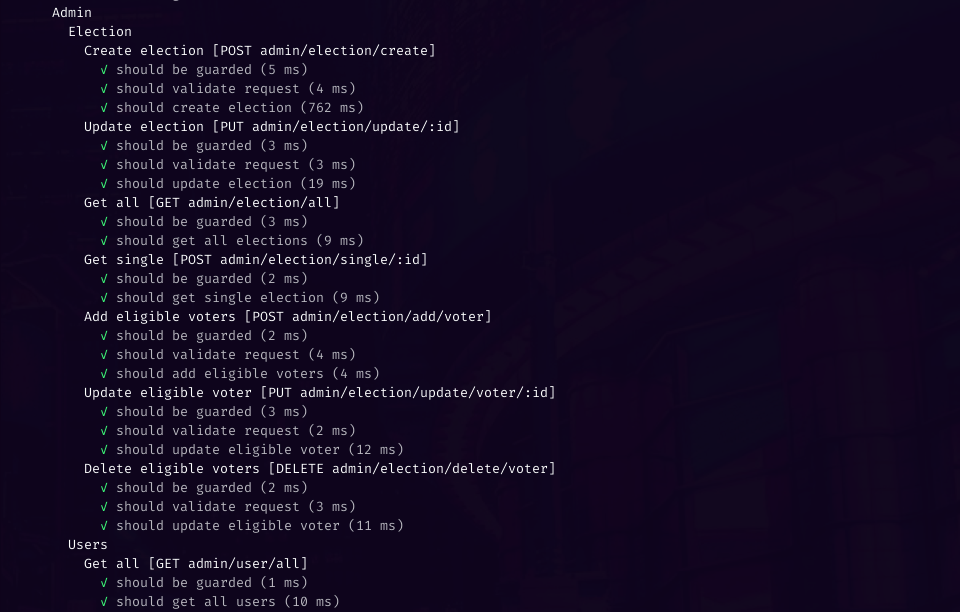 Admin
Election
Create election [POST admin/election/create]
√ should be guarded (5 ms)
√ should validate request (4 ms)
√ should create election (762 ms)
Update election [PUT admin/election/update/:id]
√ should be guarded (3 ms)
√ should validate request (3 ms)
√ should update election (19 ms)
Get all [GET admin/election/all]
√ should be guarded (3 ms)
√ should get all elections (9 ms)
Get single [POST admin/election/single/:id]
√ should be guarded (2 ms)
√ should get single election (9 ms)
Add eligible voters [POST admin/election/add/voter]
√ should be guarded (2 ms)
√ should validate request (4 ms)
√ should add eligible voters (4 ms)
Update eligible voter [PUT admin/election/update/voter/:id]
√ should be guarded (3 ms)
√ should validate request (2 ms)
√ should update eligible voter (12 ms)
Delete eligible voters [DELETE admin/election/delete/voter]
√ should be guarded (2 ms)
√ should validate request (3 ms)
√ should update eligible voter (11 ms)
Users
Get all [GET admin/user/all]
√ should be guarded (1 ms)
√ should get all users (10 ms)